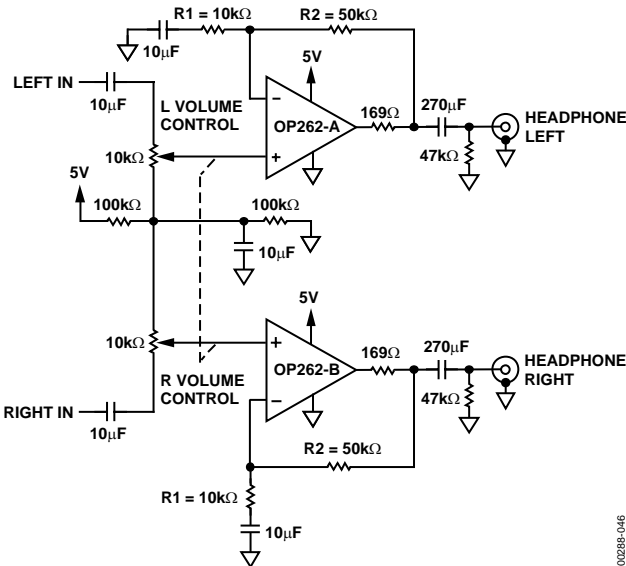 R1 = 10kΩ
R2 = 50kΩ
10µF
5V
LEFT IN
10µF
L VOLUME
CONTROL
–
OP262-A
+
169Ω
270µF
HEADPHONE
LEFT
47kΩ
10kΩ
5V
100kΩ
100kΩ
10µF
5V
10kΩ
+
OP262-B
–
169Ω
270µF
HEADPHONE
RIGHT
47kΩ
R VOLUME
CONTROL
RIGHT IN
10µF
R2 = 50kΩ
R1 = 10kΩ
10µF
00288-046